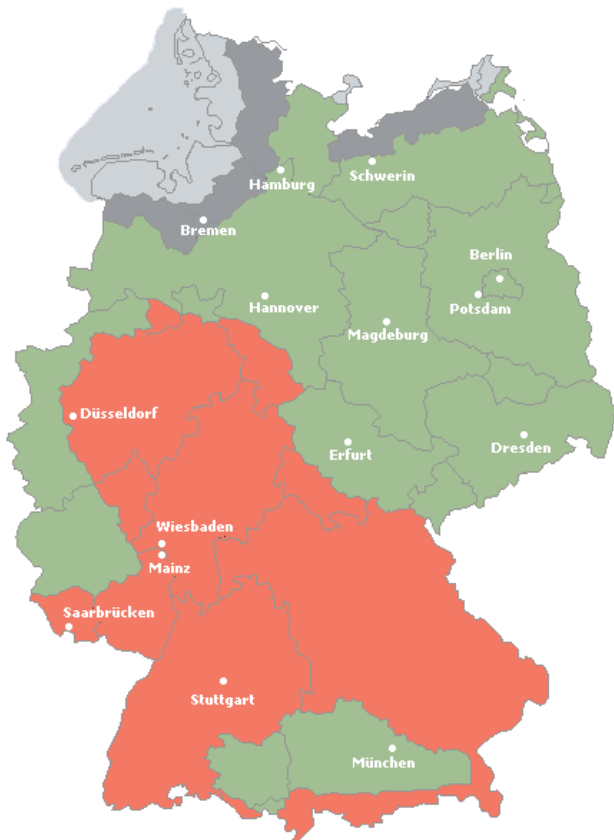 Hamburg
Schwerin
Bremen
Berlin
Hannover
Potsdam
Magdeburg
Düsseldorf
Erfurt
Dresden
Wiesbaden
Mainz
Saarbrücken
Stuttgart
München